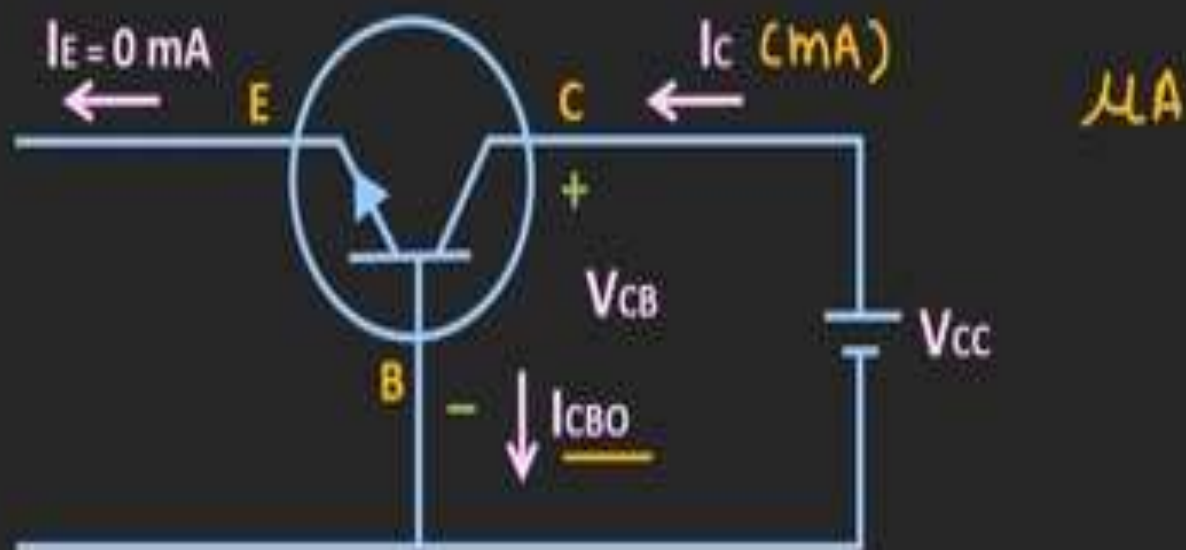 IE = 0 mA
IC (mA)
μA
E
C
+
VCB
VCC
B
-
ICBO